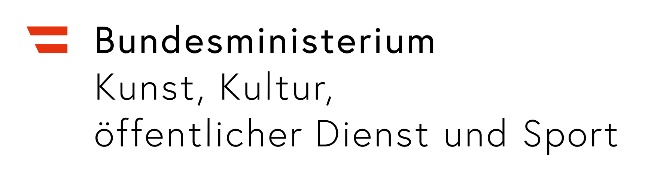 Bundesministerium
Kunst, Kultur,
öffentlicher Dienst und Sport